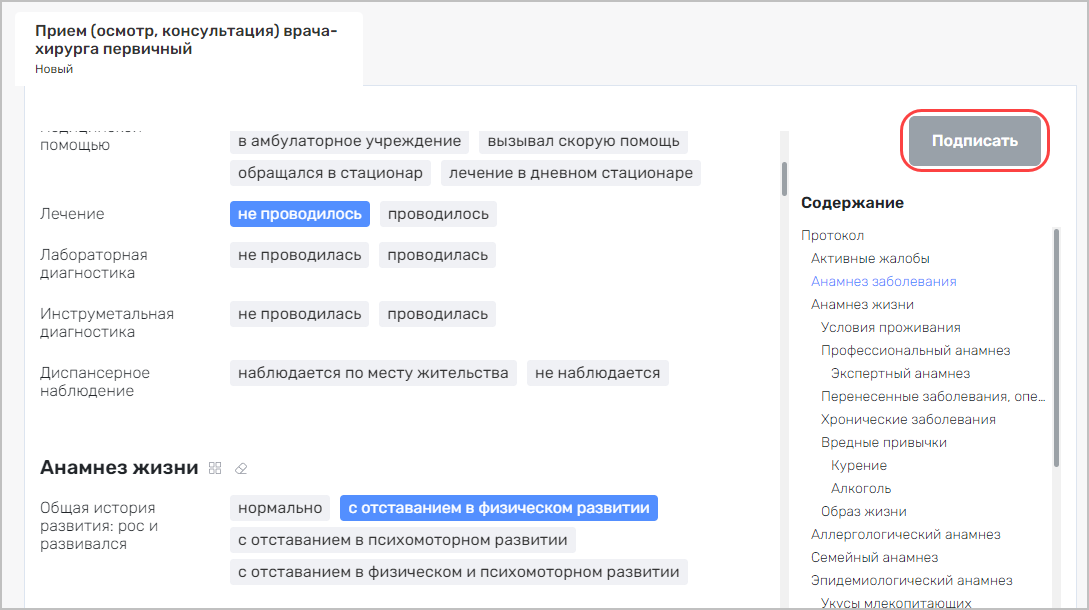 Прием (осмотр, консультация) врача-
хирурга первичный
Новый
помощью
в амбулаторное учреждение
вызывал скорую помощь
обращался в стационар
лечение в дневном стационаре
Лечение
не проводилось
проводилось
Лабораторная
диагностика
не проводилась
проводилось
Инструметальная
диагностика
не проводилась
проводилось
Диспансерное
наблюдение
наблюдается по месту жительства
не наблюдается
Анамнез жизни
Общая история
развития: рос и
развивался
нормально
с отставанием в физическом развитии
с отставанием в психомоторном развитии
с отставанием в физическом и психомоторном развитии
Подписать
Содержание
Протокол
Активные жалобы
Анамнез заболевания
Анамнез жизни
Условия проживания
Профессиональный анамнез
Экспертный анамнез
Перенесенные заболевания, опе...
Хронические заболевания
Вредные привычки
Курение
Алкоголь
Образ жизни
Аллергологический анамнез
Семейный анамнез
Эпидемиологический анамнез
Укусы млекопитающих